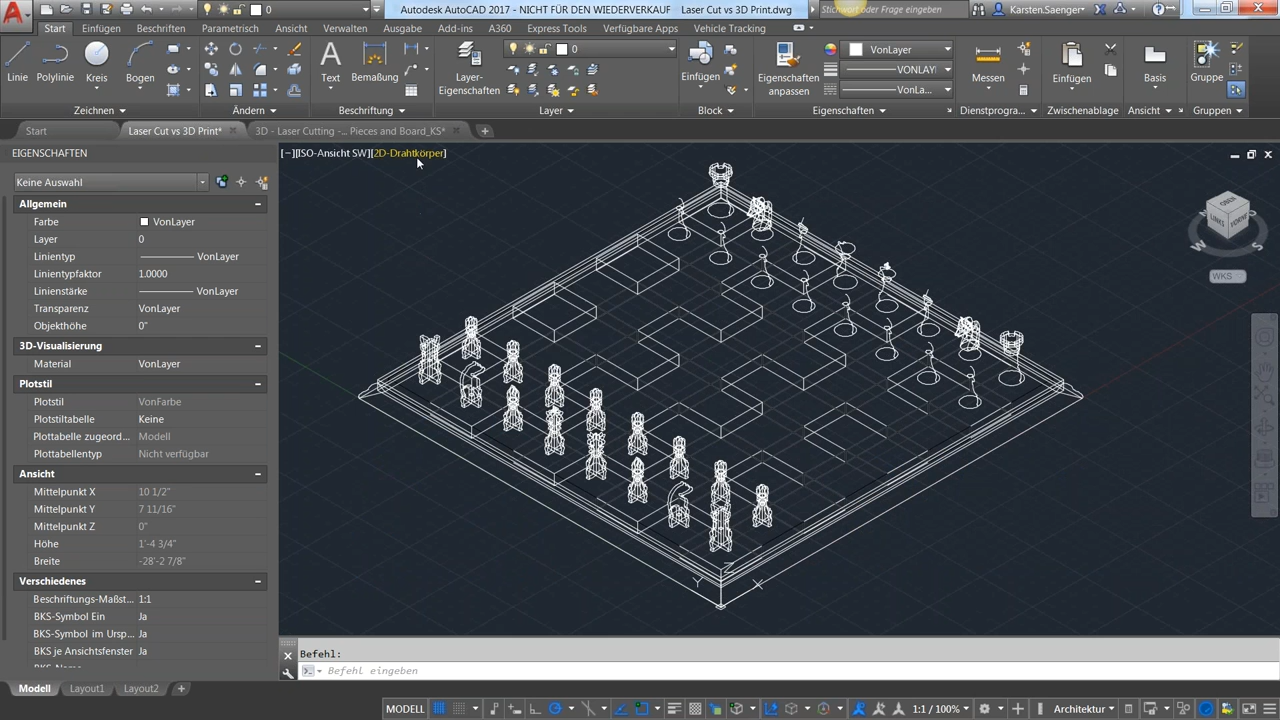 0
Autodesk AutoCAD 2017 - NICHT FÜR DEN WIEDERVERKAUF
Laser Cut vs 3D Print.dwg
Stichwort oder Frage eingeben
Karsten.Saenger
Start
Einfügen
Beschriften
Parametrisch
Ansicht
Verwalten
Ausgabe
Add-ins
A360
Express Tools
Verfügbare Apps
Vehicle Tracking
Linie
Polylinie
Kreis
Bogen
Text
Bemaßung
Layer-
Eigenschaften
0
Einfügen
Eigenschaften
anpassen
VonLayer
VONLAY
VonLa...
Messen
Einfügen
Basis
Gruppe
Zeichnen
Ändern
Beschriftung
Layer
Block
Eigenschaften
Dienstprogra...
Zwischenablage
Ansicht
Gruppen
Start
Laser Cut vs 3D Print*
3D - Laser Cutting -... Pieces and Board_KS*
EIGENSCHAFTEN
Keine Auswahl
Allgemein
Farbe VonLayer
Layer 0
Linientyp VonLayer
Linientypfaktor 1.0000
Linienstärke VonLayer
Transparenz VonLayer
Objekthöhe 0"
3D-Visualisierung
Material VonLayer
Plotstil
Plotstil VonFarbe
Plotstiltabelle Keine
Plottabelle zugeord... Modell
Plottabellentyp Nicht verfügbar
Ansicht
Mittelpunkt X 10 1/2"
Mittelpunkt Y 7 11/16"
Mittelpunkt Z 0"
Höhe 1'-4 3/4"
Breite -28'-2 7/8"
Verschiedenes
Beschriftungs-Maßst... 1:1
BKS-Symbol Ein Ja
BKS-Symbol im Ursp... Ja
BKS je Ansichtsfenster Ja
[−][ISO-Ansicht SW][2D-Drahtkörper]
OBEN
LINKS
VORNE
W
S
WKS
Y
X
Befehl:
Befehl eingeben
Modell
Layout1
Layout2
MODELL
1:1 / 100%
Architektur